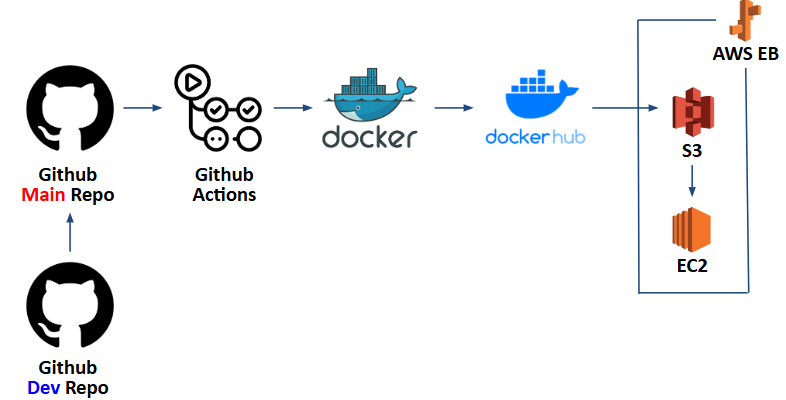 AWS EB
docker
dockerhub
S3
Github
Main Repo
Github
Actions
EC2
Github
Dev Repo